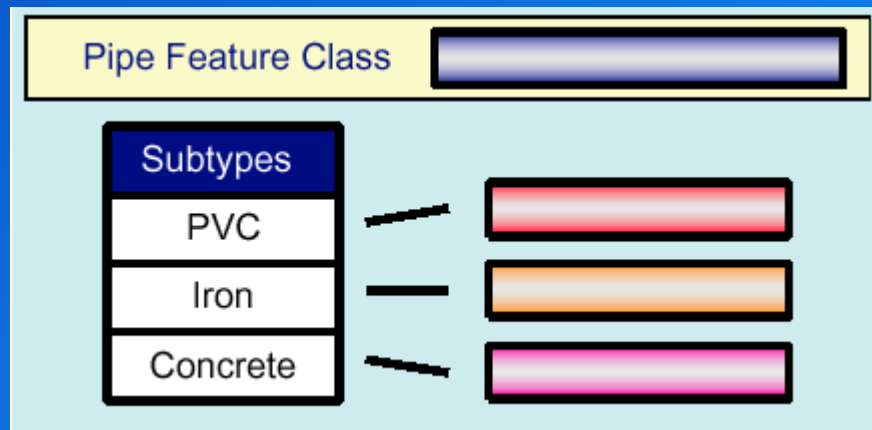 Pipe Feature Class
Subtypes
PVC
Iron
Concrete